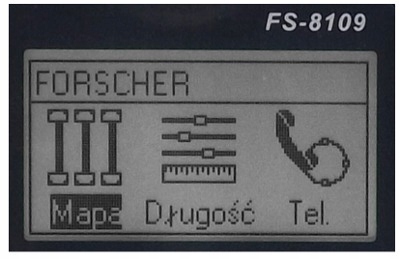 FS-8109
FORSCHER
Mapa Długość Tel.